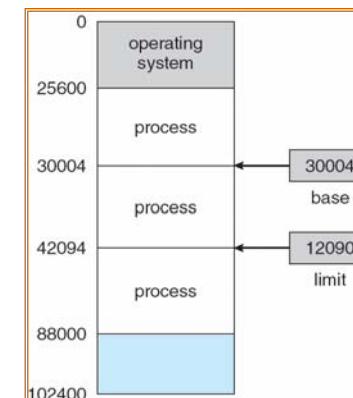 0
operating
system
25600
process
30004
30004
base
process
42094
12090
limit
process
88000
102400